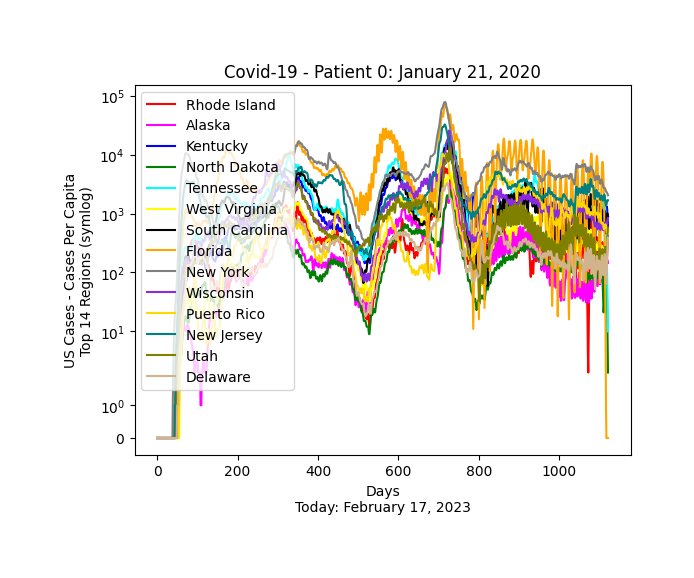 Covid-19 - Patient 0: January 21, 2020
US Cases - Cases Per Capita
Top 14 Regions (symlog)
10^5
10^4
10^3
10^2
10^1
10^0
0
Rhode Island
Alaska
Kentucky
North Dakota
Tennessee
West Virginia
South Carolina
Florida
New York
Wisconsin
Puerto Rico
New Jersey
Utah
Delaware
0 200 400 600 800 1000
Days
Today: February 17, 2023